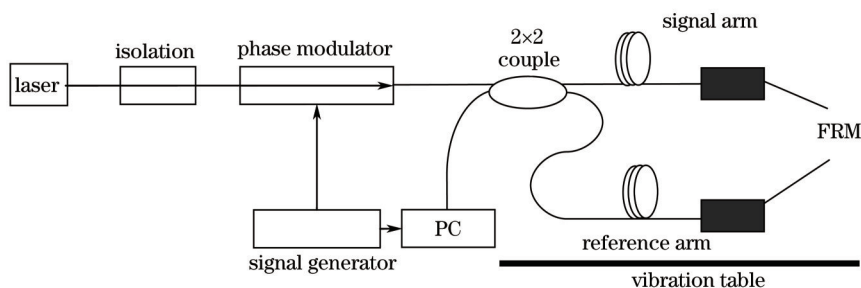 laser
isolation
phase modulator
2×2
couple
signal arm
FRM
signal generator
PC
reference arm
vibration table